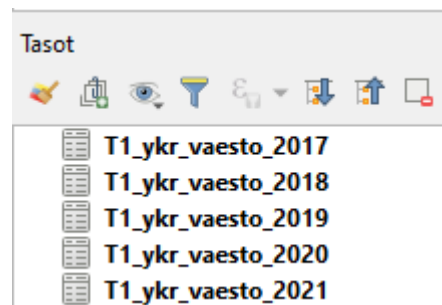 Tasot
T1_ykr_vaesto_2017
T1_ykr_vaesto_2018
T1_ykr_vaesto_2019
T1_ykr_vaesto_2020
T1_ykr_vaesto_2021